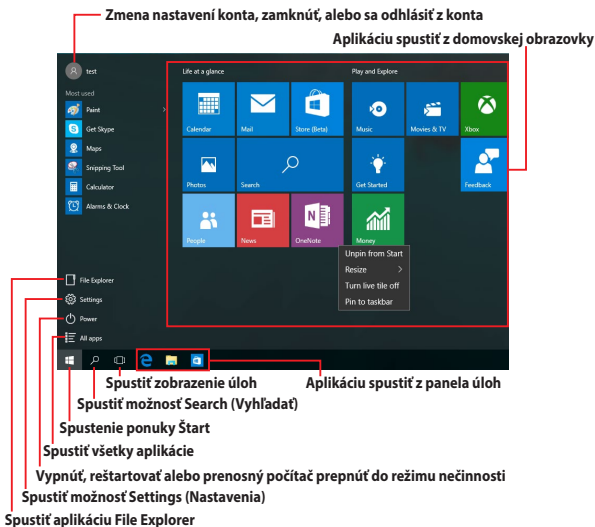 Zmena nastavení konta, zamknúť, alebo sa odhlásiť z konta
Aplikáciu spustiť z domovskej obrazovky
test
Most used
Paint
Get Skype
Maps
Snipping Tool
Calculator
Alarms & Clock
File Explorer
Settings
Power
All apps
Life at a glance
Calendar
Mail
Store (Beta)
Photos
Search
People
News
OneNote
Play and Explore
Music
Movies & TV
Xbox
Get Started
Feedback
Money
Unpin from Start
Resize
Turn live tile off
Pin to taskbar
Spustiť zobrazenie úloh
Aplikáciu spustiť z panela úloh
Spustiť možnosť Search (Vyhľadať)
Spustenie ponuky Štart
Spustiť všetky aplikácie
Vypnúť, reštartovať alebo prenosný počítač prepnúť do režimu nečinnosti
Spustiť možnosť Settings (Nastavenia)
Spustiť aplikáciu File Explorer